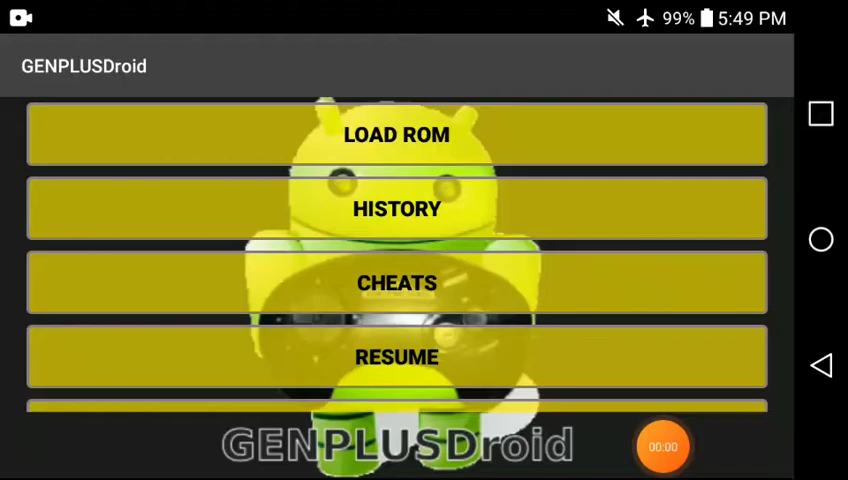 99% 5:49 PM
GENPLUSDroid
LOAD ROM
HISTORY
CHEATS
RESUME
GENPLUSDroid
00:00